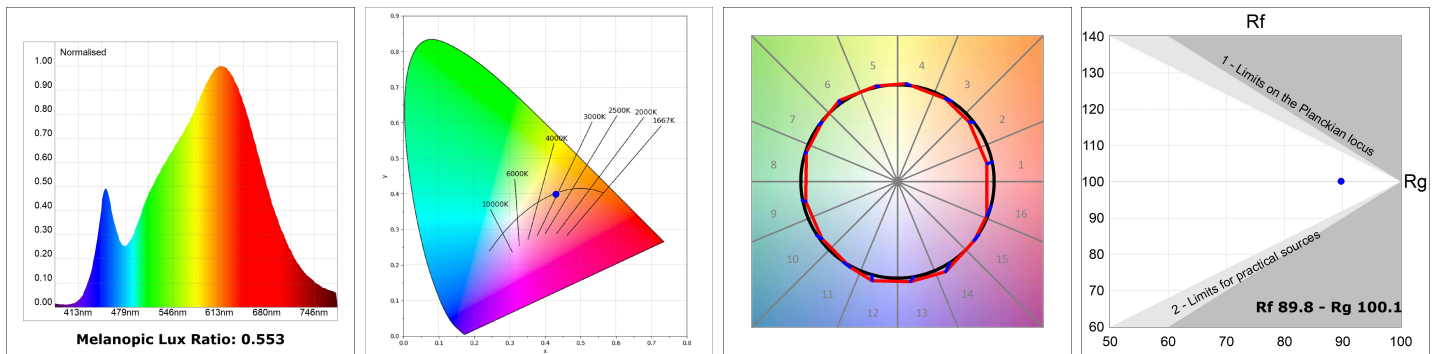 Normalised
1.00
0.90
0.80
0.70
0.60
0.50
0.40
0.30
0.20
0.10
0.00
413nm 479nm 546nm 613nm 680nm 746nm
Melanopic Lux Ratio: 0.553
0.9
0.8
0.7
0.6
0.5
0.4
0.3
0.2
0.1
0.0
y
0.0 0.1 0.2 0.3 0.4 0.5 0.6 0.7 0.8
x
10000K
6000K
4000K
3000K
2500K
2000K
1667K
1
2
3
4
5
6
7
8
9
10
11
12
13
14
15
16
Rf
140
130
120
110
100
90
80
70
60
50 60 70 80 90 100
Rg
1 - Limits on the Planckian locus
2 - Limits for practical sources
Rf 89.8 - Rg 100.1